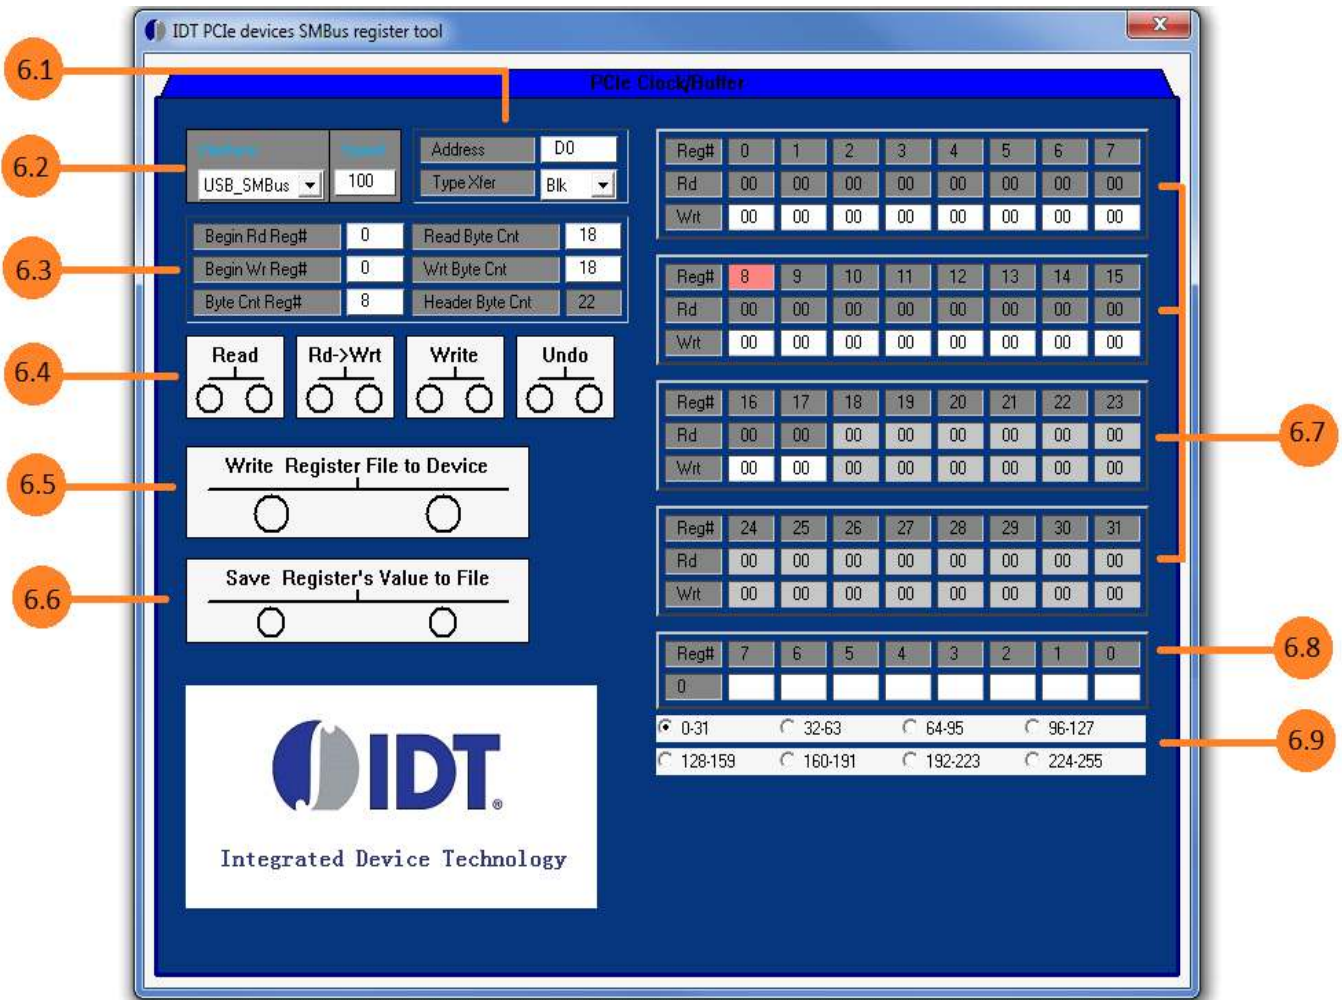 IDT PCIe devices SMBus register tool
x
PCIe Clock/Buffer
6.1
6.2
USB_SMBus 100
Address D0
Type Xfer Blk
6.3
Begin Rd Reg# 0 Read Byte Cnt 18
Begin Wr Reg# 0 Wrt Byte Cnt 18
Byte Cnt Reg# 8 Header Byte Cnt 22
6.4
Read Rd->Wrt Write Undo
6.5
Write Register File to Device
6.6
Save Register's Value to File
IDT®
Integrated Device Technology
Reg# 0 1 2 3 4 5 6 7
Rd 00 00 00 00 00 00 00 00
Wrt 00 00 00 00 00 00 00 00
Reg# 8 9 10 11 12 13 14 15
Rd 00 00 00 00 00 00 00 00
Wrt 00 00 00 00 00 00 00 00
Reg# 16 17 18 19 20 21 22 23
Rd 00 00 00 00 00 00 00 00
Wrt 00 00 00 00 00 00 00 00
6.7
Reg# 24 25 26 27 28 29 30 31
Rd 00 00 00 00 00 00 00 00
Wrt 00 00 00 00 00 00 00 00
Reg# 7 6 5 4 3 2 1 0
0
6.8
0-31 32-63 64-95 96-127
128-159 160-191 192-223 224-255
6.9